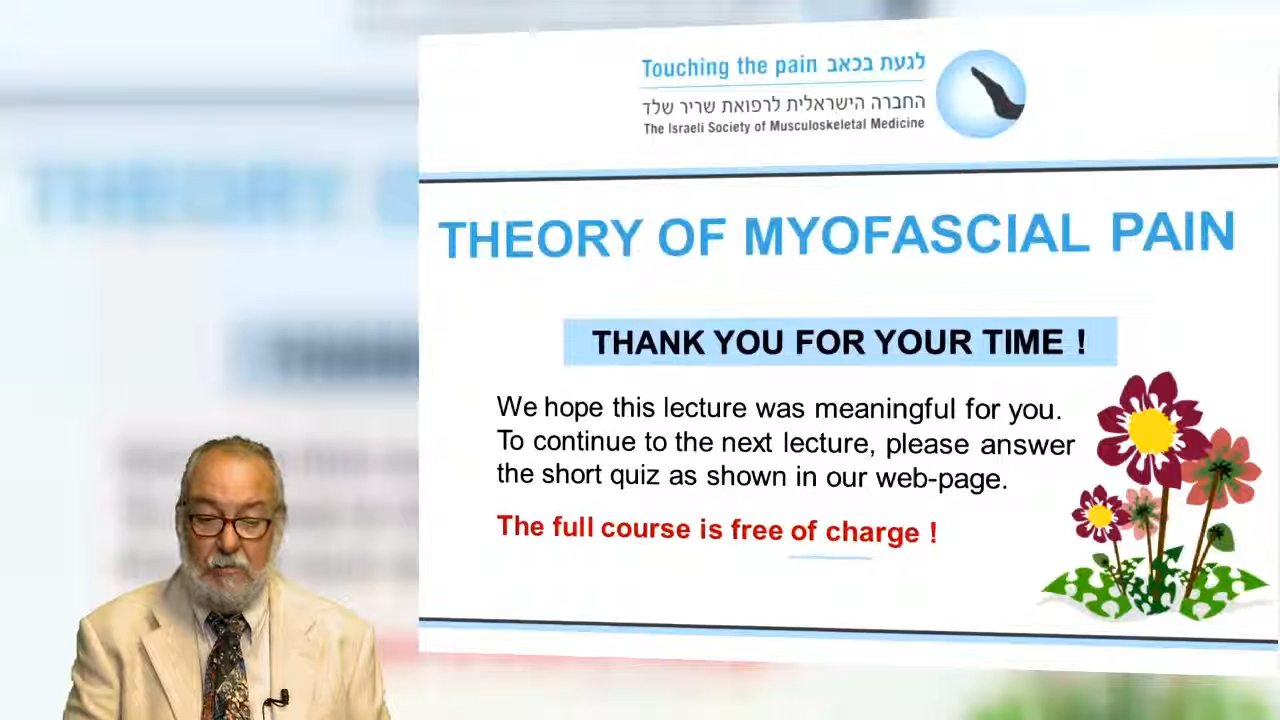 Touching the pain לגעת בכאב
החברה הישראלית לרפואת שריר שלד
The Israeli Society of Musculoskeletal Medicine
THEORY OF MYOFASCIAL PAIN
THANK YOU FOR YOUR TIME !
We hope this lecture was meaningful for you.
To continue to the next lecture, please answer
the short quiz as shown in our web-page.
The full course is free of charge !
THEORY